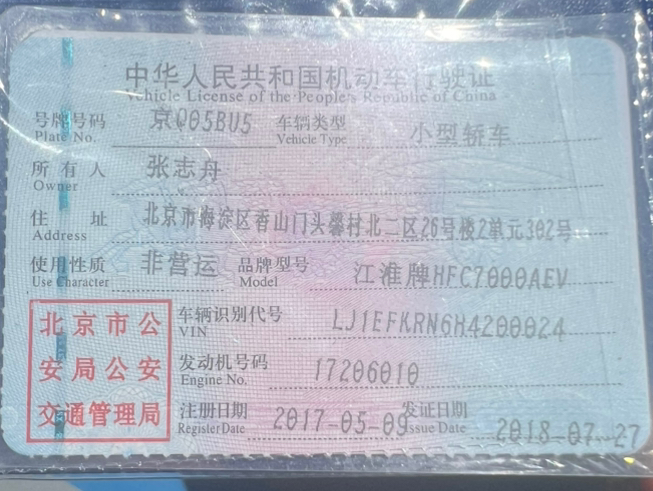 中华人民共和国机动车行驶证
Vehicle License of the People's Republic of China
号牌号码 京Q05BU5 车辆类型 小型轿车
Plate No. Vehicle Type
所有人 张志舟
Owner
住址 北京市海淀区香山门头馨村北二区26号楼2单元302号
Address
使用性质 非营运 品牌型号 江淮牌HFC7000AEV
Use Character Model
北京市公
安局公安
交通管理局
车辆识别代号 LJ1EFKRN6H4200024
VIN
发动机号码 17206010
Engine No.
注册日期 2017-05-09 发证日期 2018-07-27
Register Date Issue Date